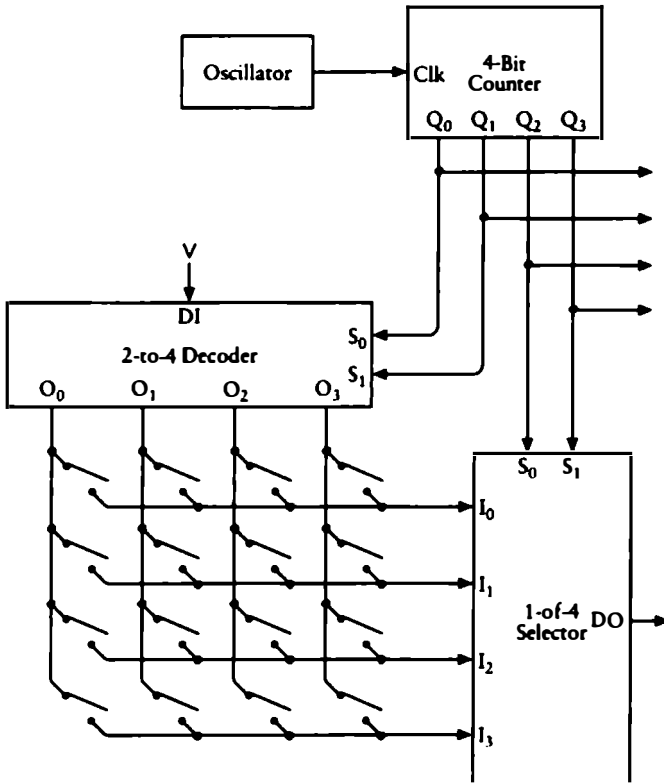 Oscillator
4-Bit
Counter
Clk
Q0 Q1 Q2 Q3
V
DI
2-to-4 Decoder
S0
S1
O0 O1 O2 O3
S0 S1
I0
I1
I2
I3
1-of-4
Selector
DO